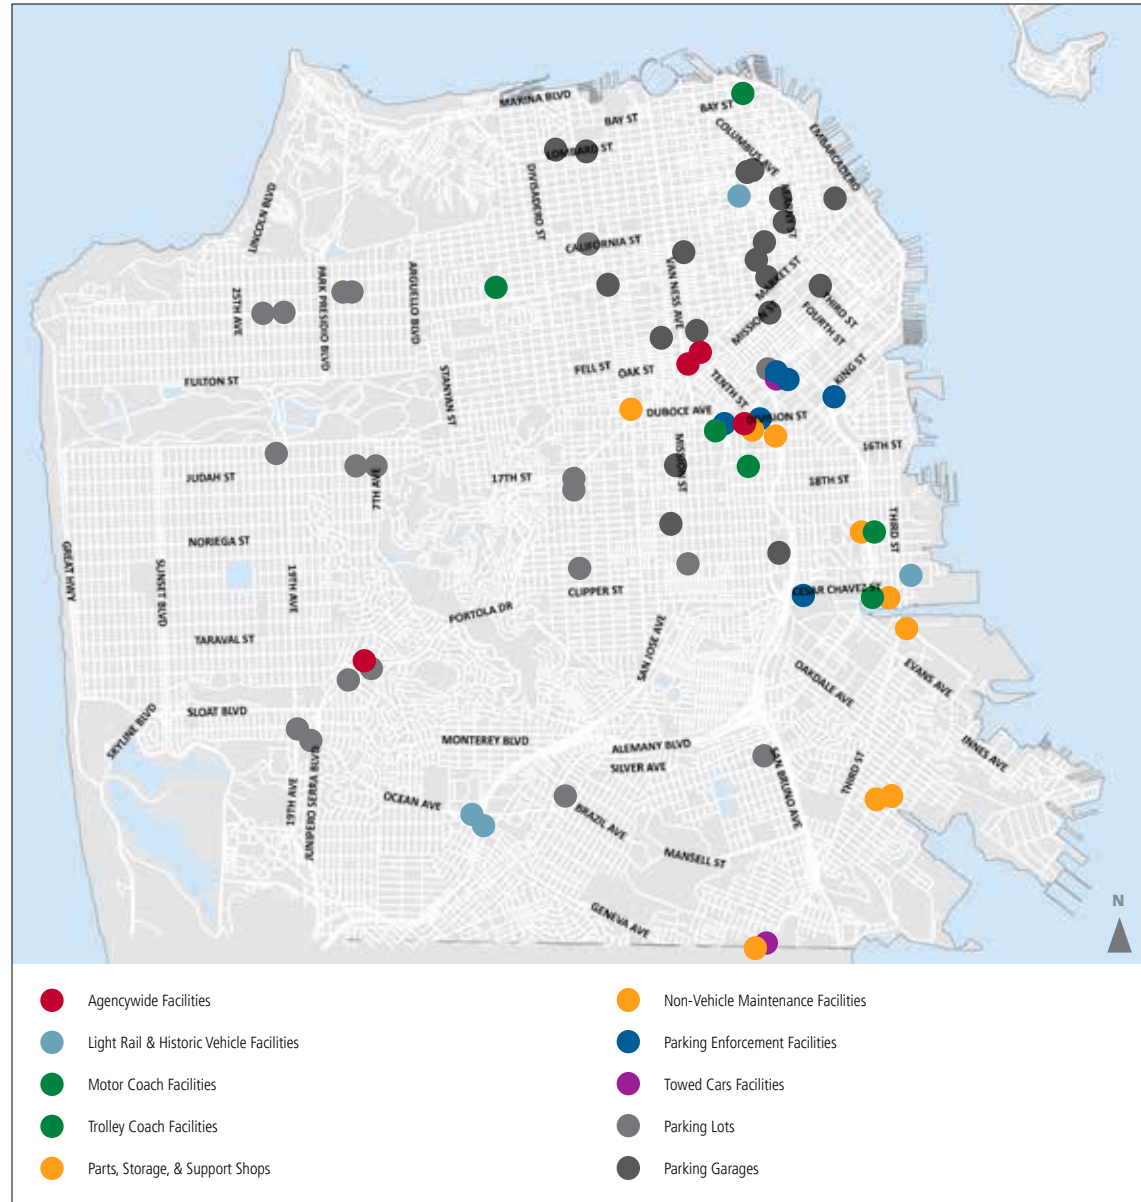 MARINA BLVD
BAY ST
BAY ST
COLUMBUS AVE
EMBARCADERO
LOMBARD ST
DIVISADERO ST
LINCOLN BLVD
KEARNY ST
CALIFORNIA ST
VAN NESS AVE
MARKET ST
25TH AVE
PARK PRESIDIO BLVD
ARGUELLO BLVD
THIRD ST
MISSION ST
FOURTH ST
FULTON ST
STANYAN ST
FELL ST
OAK ST
TENTH ST
KING ST
DUBOCE AVE
DIVISION ST
16TH ST
JUDAH ST
7TH AVE
17TH ST
MISSION ST
18TH ST
NORIEGA ST
THIRD ST
GREAT HWY
SUNSET BLVD
19TH AVE
CLIPPER ST
CESAR CHAVEZ ST
PORTOLA DR
TARAVAL ST
SAN JOSE AVE
OAKDALE AVE
EVANS AVE
SKYLINE BLVD
SLOAT BLVD
MONTEREY BLVD
ALEMANY BLVD
SILVER AVE
INNES AVE
19TH AVE
JUNIPERO SERRA BLVD
OCEAN AVE
BRAZIL AVE
SAN BRUNO AVE
THIRD ST
MANSELL ST
GENEVA AVE
N
Agencywide Facilities
Light Rail & Historic Vehicle Facilities
Motor Coach Facilities
Trolley Coach Facilities
Parts, Storage, & Support Shops
Non-Vehicle Maintenance Facilities
Parking Enforcement Facilities
Towed Cars Facilities
Parking Lots
Parking Garages